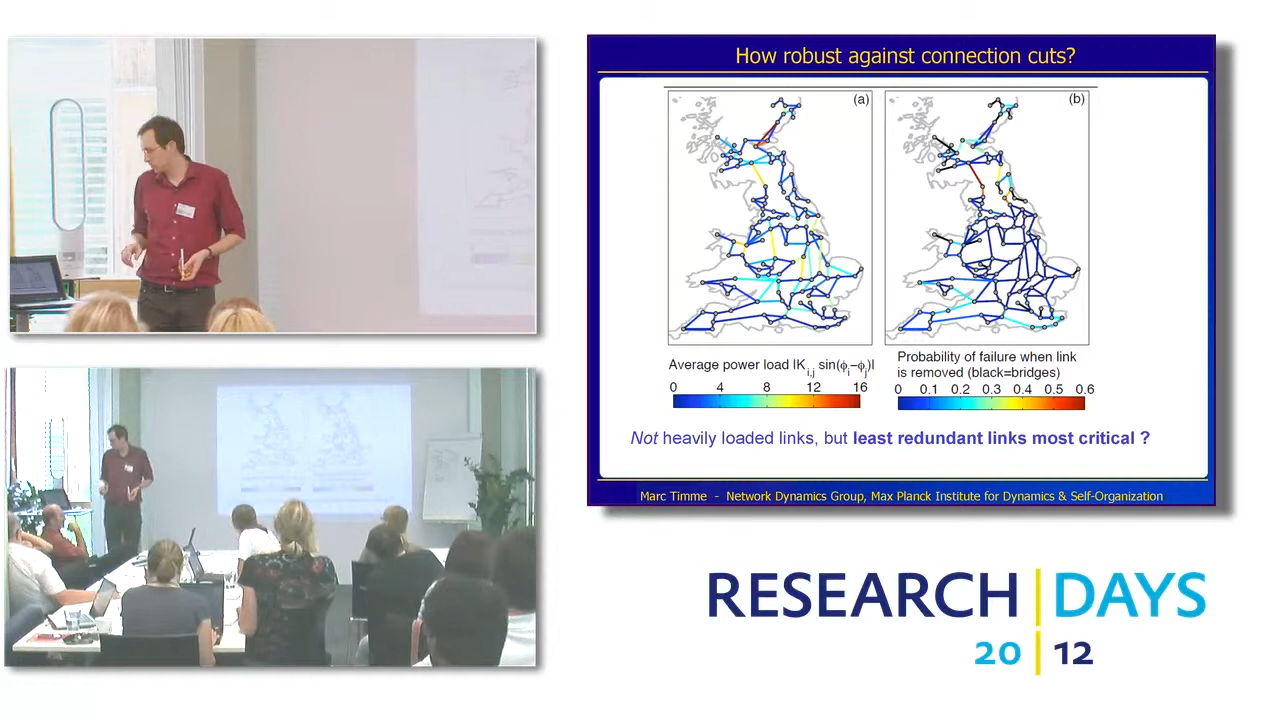 How robust against connection cuts?
(a)
(b)
Average power load |K i,j sin(ϕi−ϕj)|
0 4 8 12 16
Probability of failure when link
is removed (black=bridges)
0 0.1 0.2 0.3 0.4 0.5 0.6
Not heavily loaded links, but least redundant links most critical ?
Marc Timme - Network Dynamics Group, Max Planck Institute for Dynamics & Self-Organization
RESEARCH DAYS
20 12